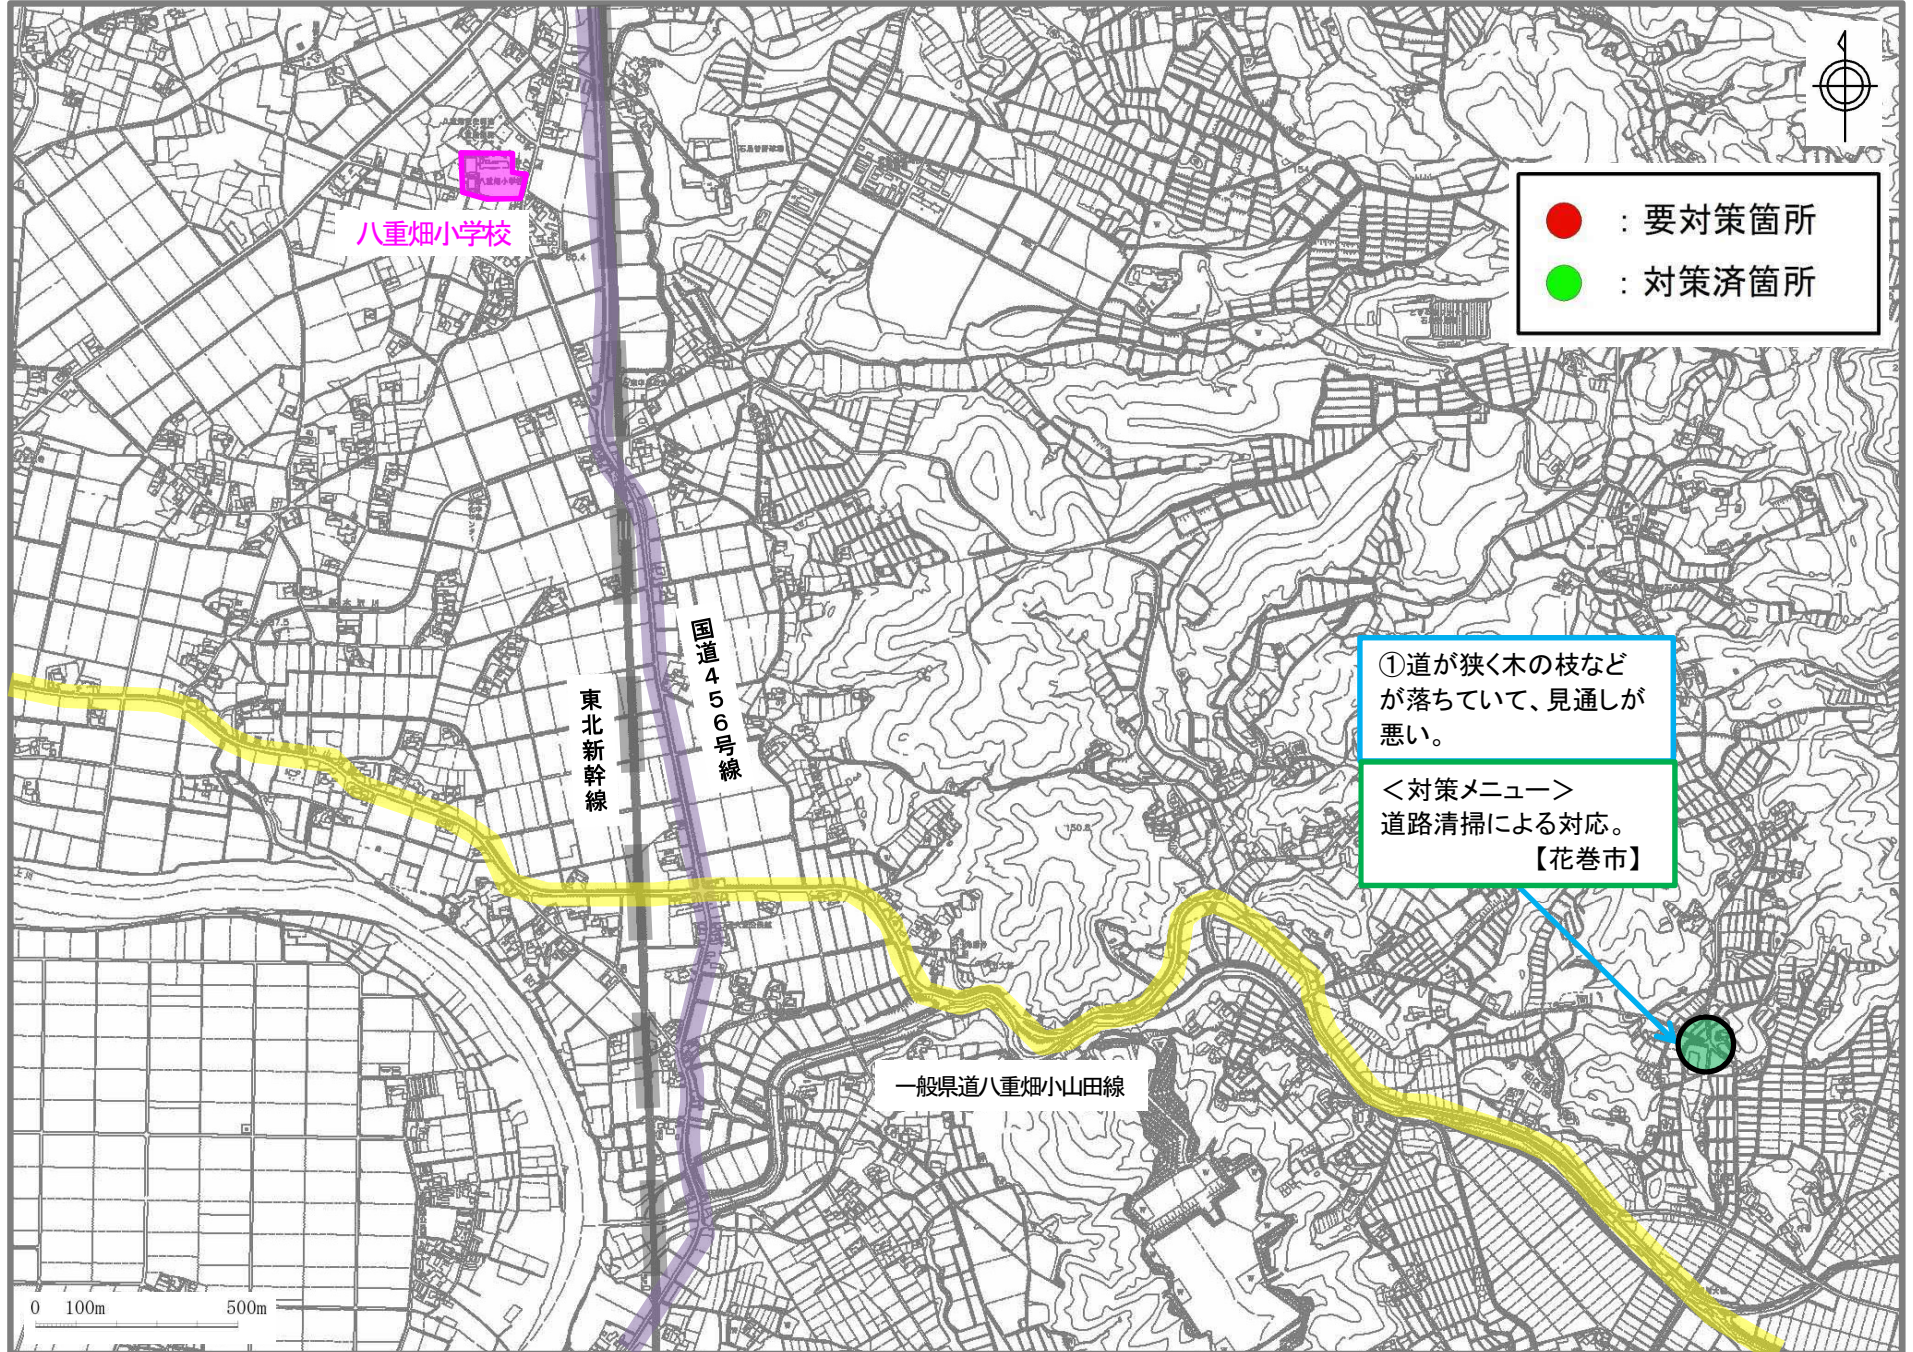 八重畑小学校
：要対策箇所
：対策済箇所
東北新幹線
国道456号線
①道が狭く木の枝など
が落ちていて、見通しが
悪い。
＜対策メニュー＞
道路清掃による対応。
【花巻市】
一般県道八重畑小山田線
150.8
154
0 100m 500m